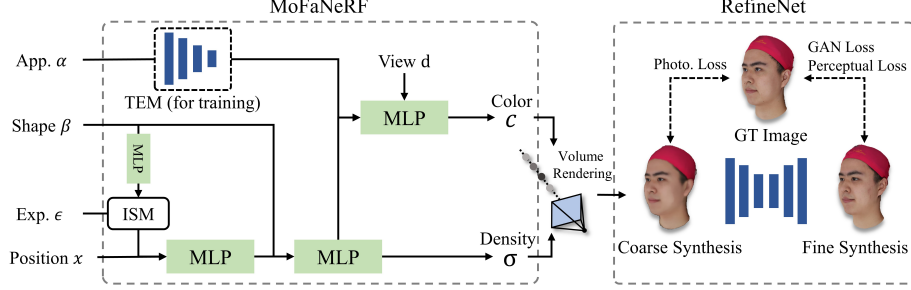 MoFaNeRF
RefineNet
App. α
TEM (for training)
View d
MLP
Color
c
Shape β
MLP
Exp. ϵ
ISM
Position x
MLP
MLP
Density
σ
Volume
Rendering
Photo. Loss
GAN Loss
Perceptual Loss
GT Image
Coarse Synthesis
Fine Synthesis